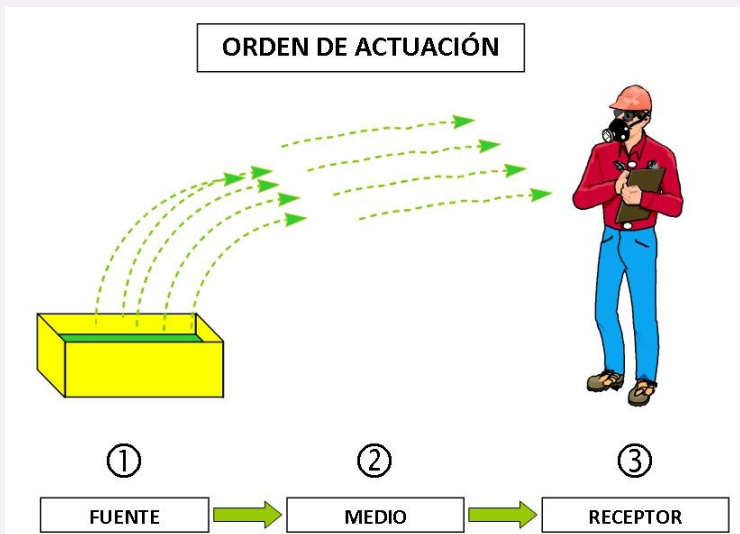 ORDEN DE ACTUACIÓN
① ② ③
FUENTE MEDIO RECEPTOR